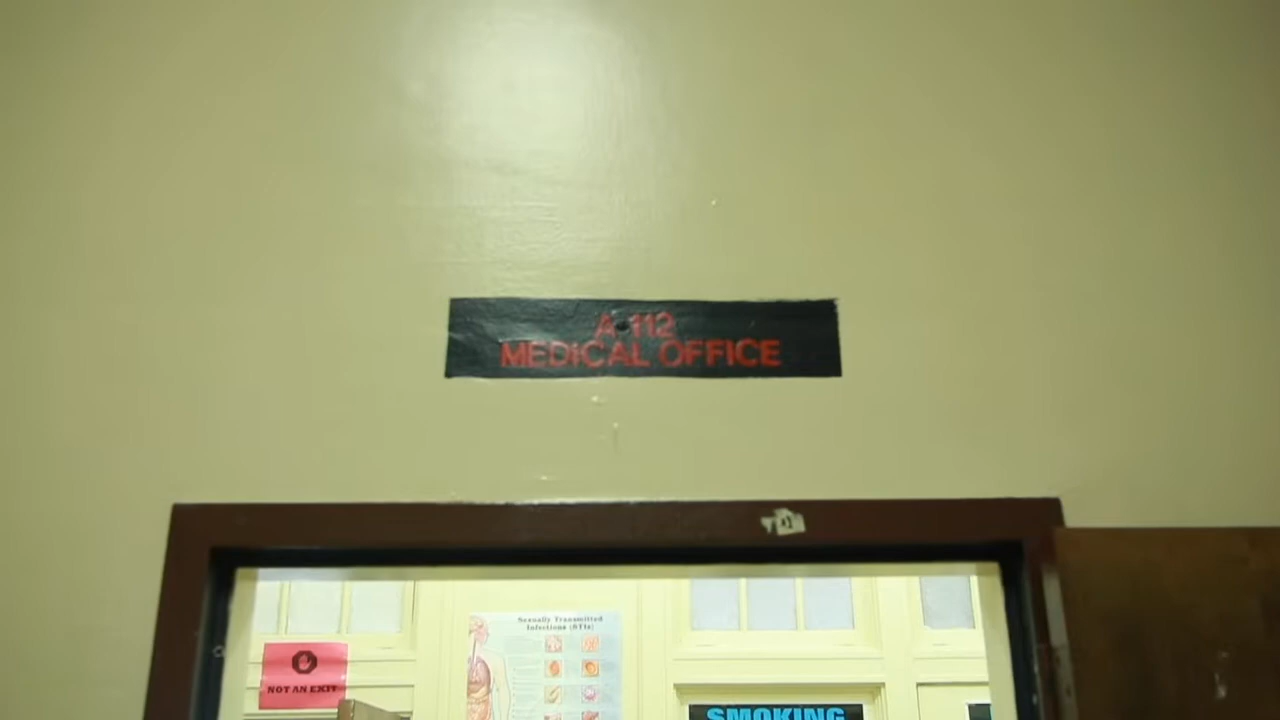 A-112
MEDICAL OFFICE
NOT AN EXIT
Sexually Transmitted
Infections (STIs)
SMOKING